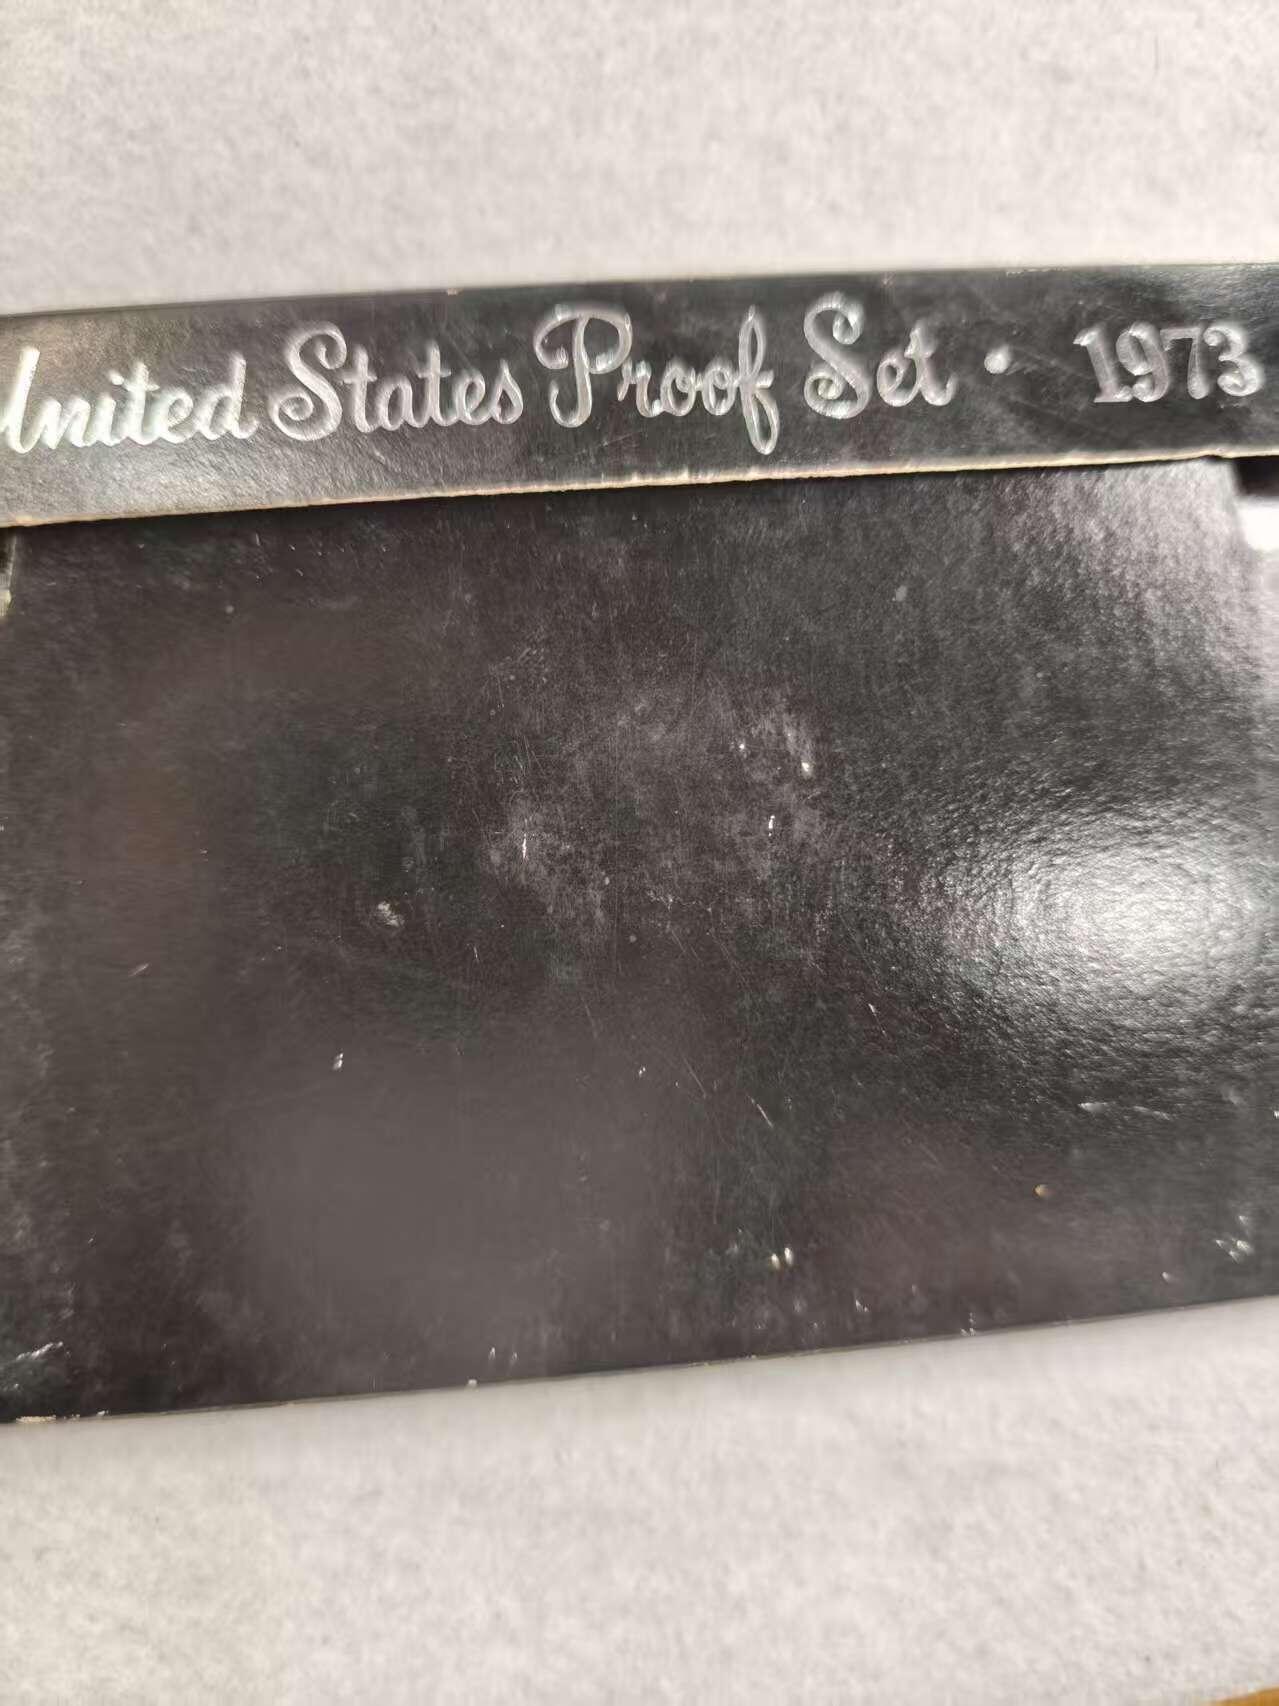 United States Proof Set · 1973